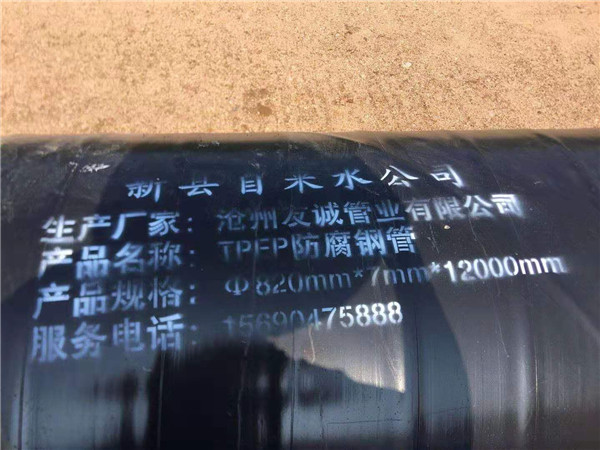 新县自来水公司
生产厂家：沧州友诚管业有限公司
产品名称：TPEP防腐钢管
产品规格：Φ820mm*7mm*12000mm
服务电话：15690475888